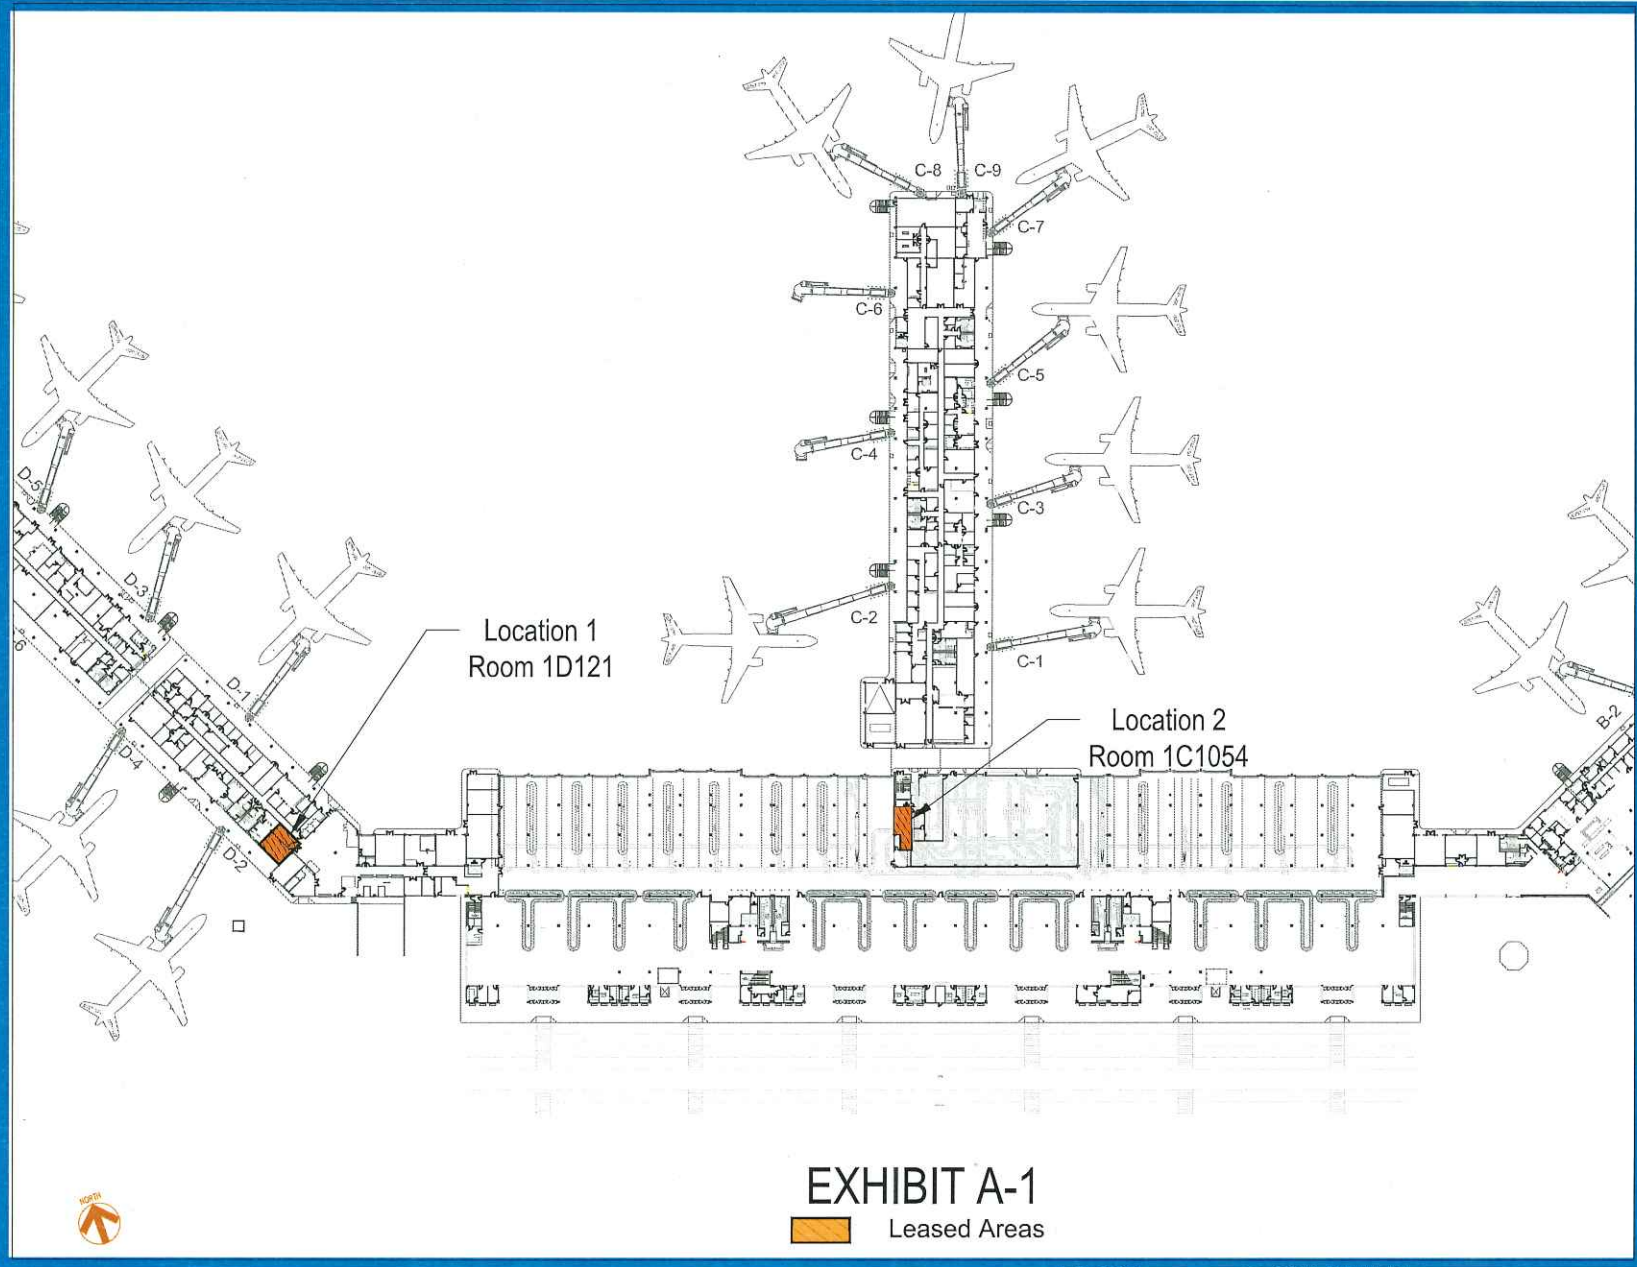 C-8
C-9
C-7
C-6
C-5
C-4
D-5
C-3
D-3
Location 1
Room 1D121
C-2
C-1
D-1
Location 2
Room 1C1054
B-2
D-4
D-2
EXHIBIT A-1
Leased Areas
NORTH